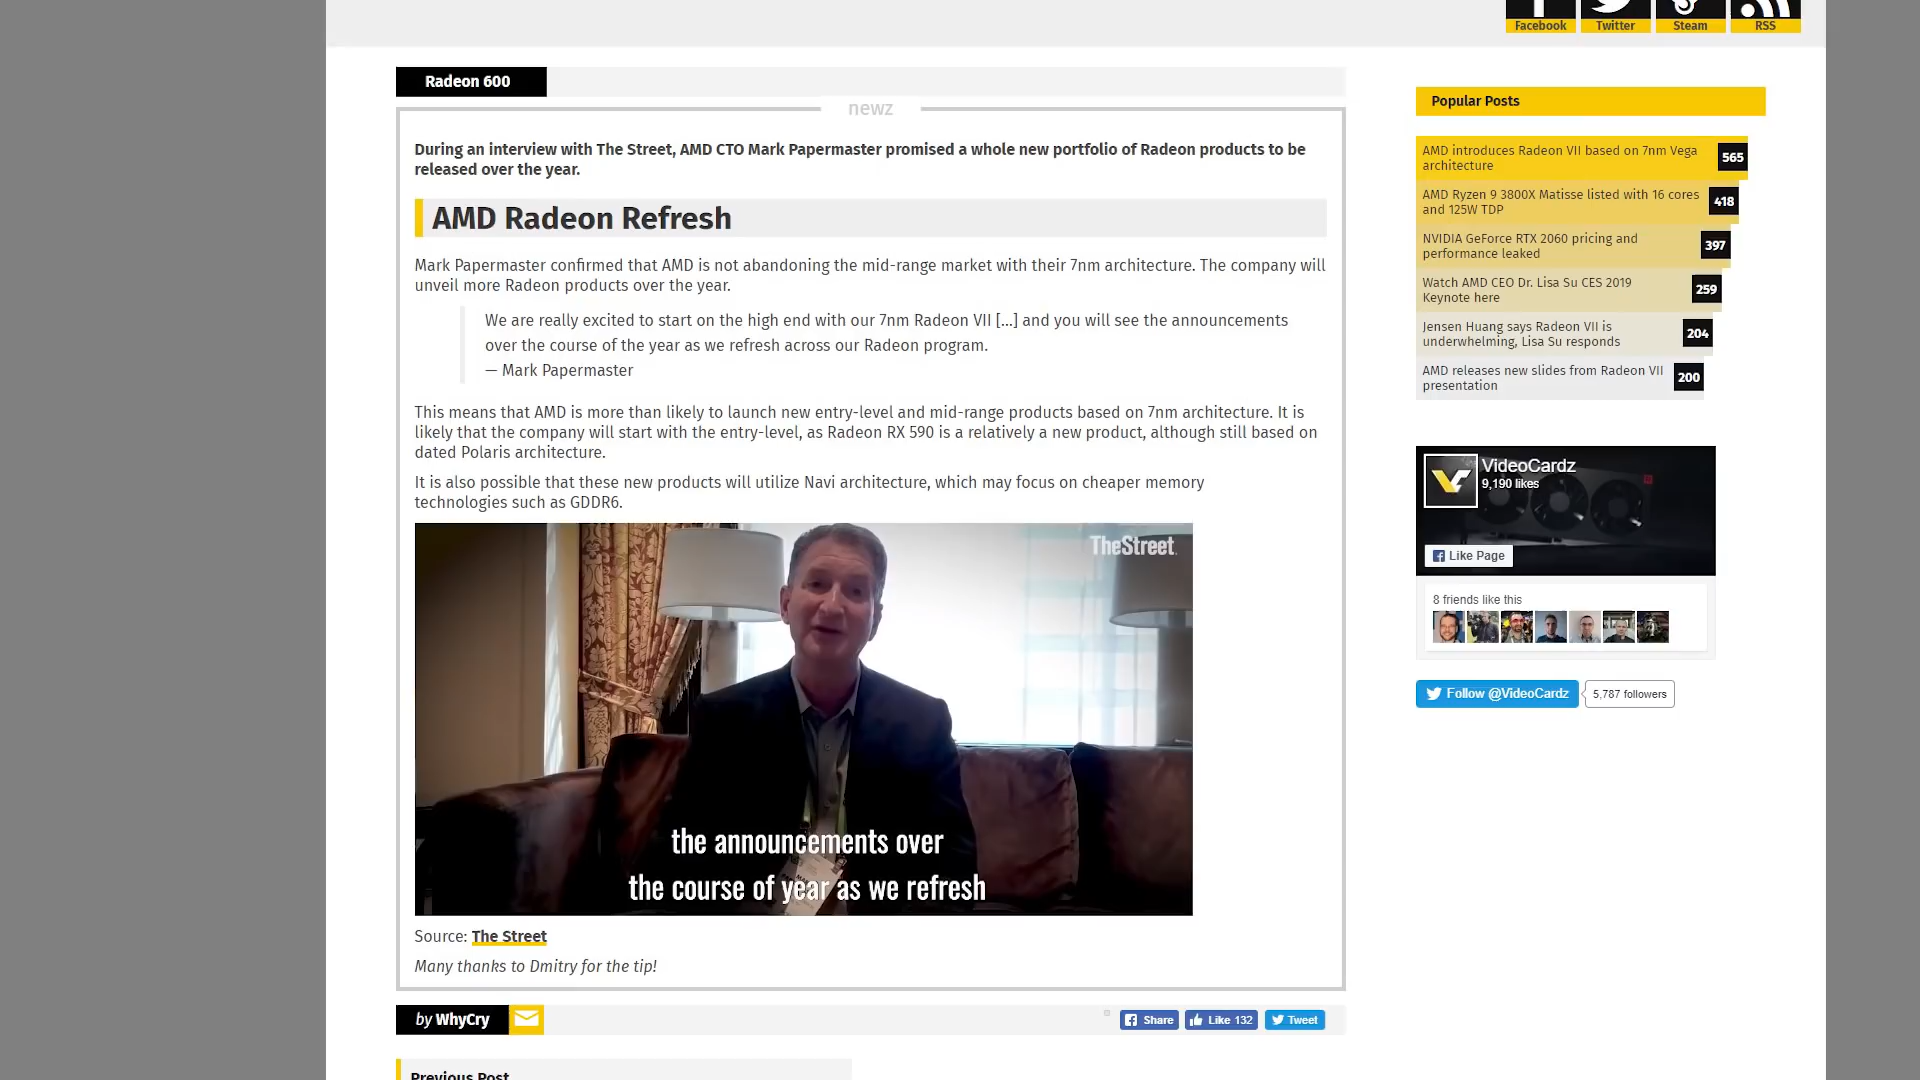 Facebook
Twitter
Steam
RSS
Radeon 600
newz
During an interview with The Street, AMD CTO Mark Papermaster promised a whole new portfolio of Radeon products to be
released over the year.
AMD Radeon Refresh
Mark Papermaster confirmed that AMD is not abandoning the mid-range market with their 7nm architecture. The company will
unveil more Radeon products over the year.
We are really excited to start on the high end with our 7nm Radeon VII [...] and you will see the announcements
over the course of the year as we refresh across our Radeon program.
— Mark Papermaster
This means that AMD is more than likely to launch new entry-level and mid-range products based on 7nm architecture. It is
likely that the company will start with the entry-level, as Radeon RX 590 is a relatively a new product, although still based on
dated Polaris architecture.
It is also possible that these new products will utilize Navi architecture, which may focus on cheaper memory
technologies such as GDDR6.
TheStreet.
the announcements over
the course of year as we refresh
Source: The Street
Many thanks to Dmitry for the tip!
by WhyCry
Share
Like 132
Tweet
Previous Post
Popular Posts
AMD introduces Radeon VII based on 7nm Vega
architecture
565
AMD Ryzen 9 3800X Matisse listed with 16 cores
and 125W TDP
418
NVIDIA GeForce RTX 2060 pricing and
performance leaked
397
Watch AMD CEO Dr. Lisa Su CES 2019
Keynote here
259
Jensen Huang says Radeon VII is
underwhelming, Lisa Su responds
204
AMD releases new slides from Radeon VII
presentation
200
VideoCardz
9,190 likes
Like Page
8 friends like this
Follow @VideoCardz
5,787 followers